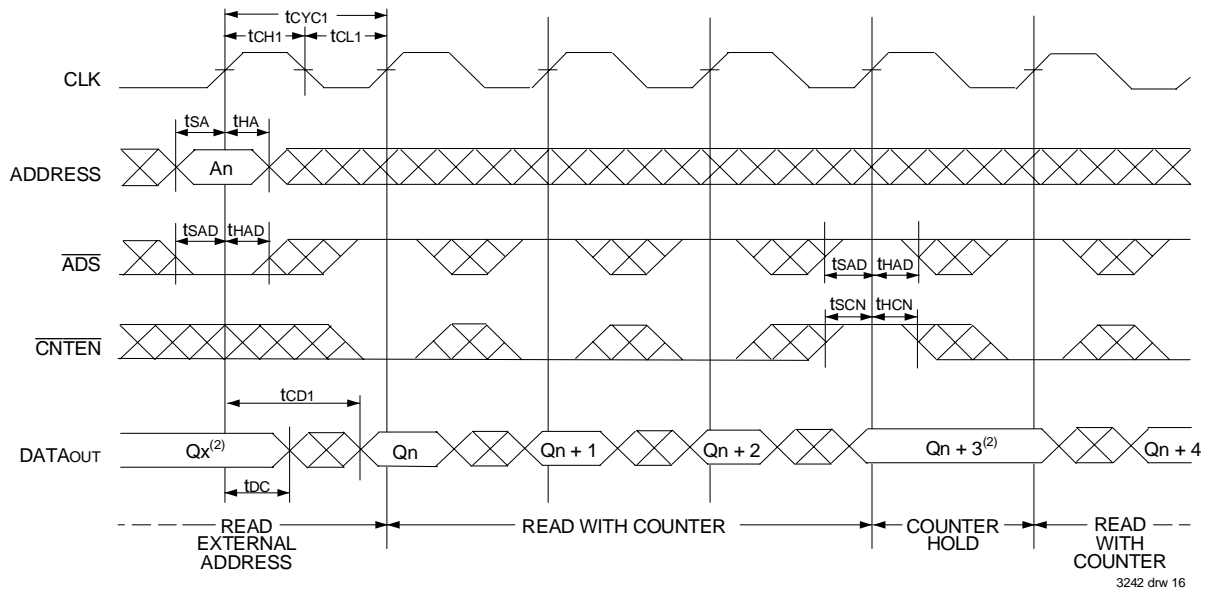 tCYC1
tCH1 tCL1
CLK
tSA tHA
ADDRESS An
tSAD tHAD
ADS
tSAD tHAD
tSCN tHCN
CNTEN
tCD1
DATAOUT Qx(2) Qn Qn + 1 Qn + 2 Qn + 3(2) Qn + 4
tDC
READ EXTERNAL ADDRESS
READ WITH COUNTER
COUNTER HOLD
READ WITH COUNTER
3242 drw 16